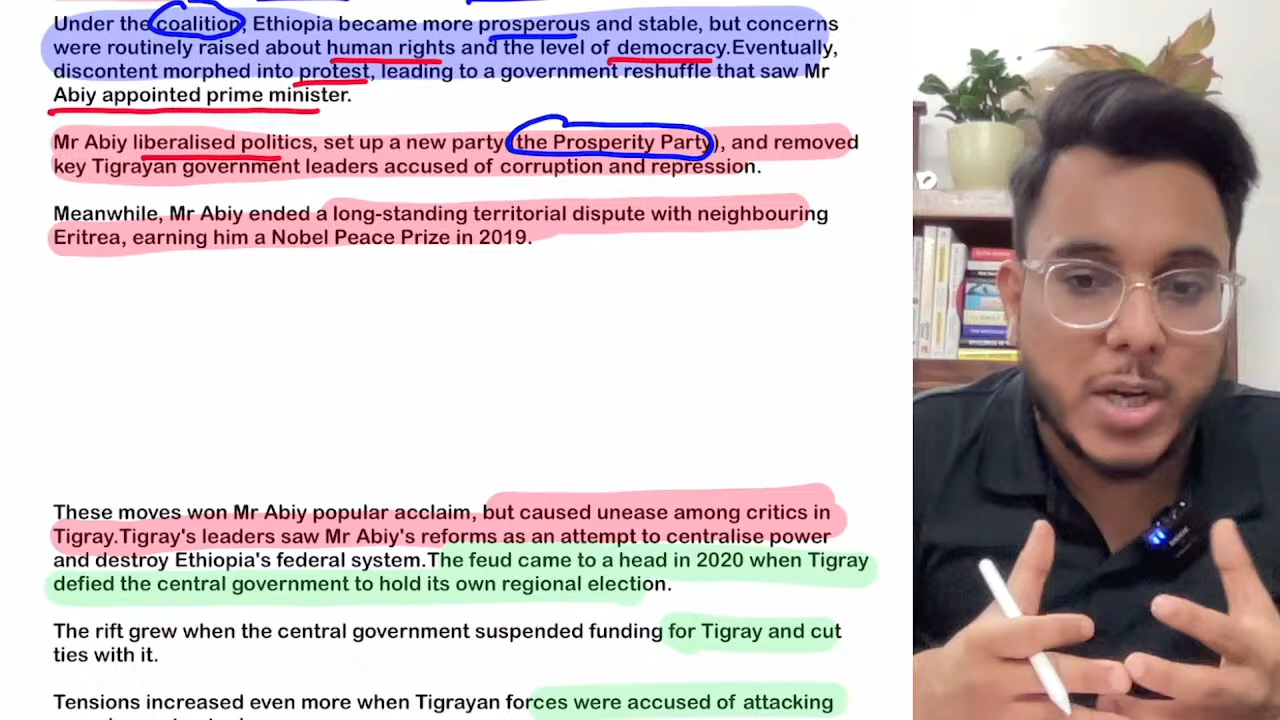 Under the coalition, Ethiopia became more prosperous and stable, but concerns
were routinely raised about human rights and the level of democracy.Eventually,
discontent morphed into protest, leading to a government reshuffle that saw Mr
Abiy appointed prime minister.
Mr Abiy liberalised politics, set up a new party (the Prosperity Party), and removed
key Tigrayan government leaders accused of corruption and repression.
Meanwhile, Mr Abiy ended a long-standing territorial dispute with neighbouring
Eritrea, earning him a Nobel Peace Prize in 2019.
These moves won Mr Abiy popular acclaim, but caused unease among critics in
Tigray.Tigray's leaders saw Mr Abiy's reforms as an attempt to centralise power
and destroy Ethiopia's federal system.The feud came to a head in 2020 when Tigray
defied the central government to hold its own regional election.
The rift grew when the central government suspended funding for Tigray and cut
ties with it.
Tensions increased even more when Tigrayan forces were accused of attacking